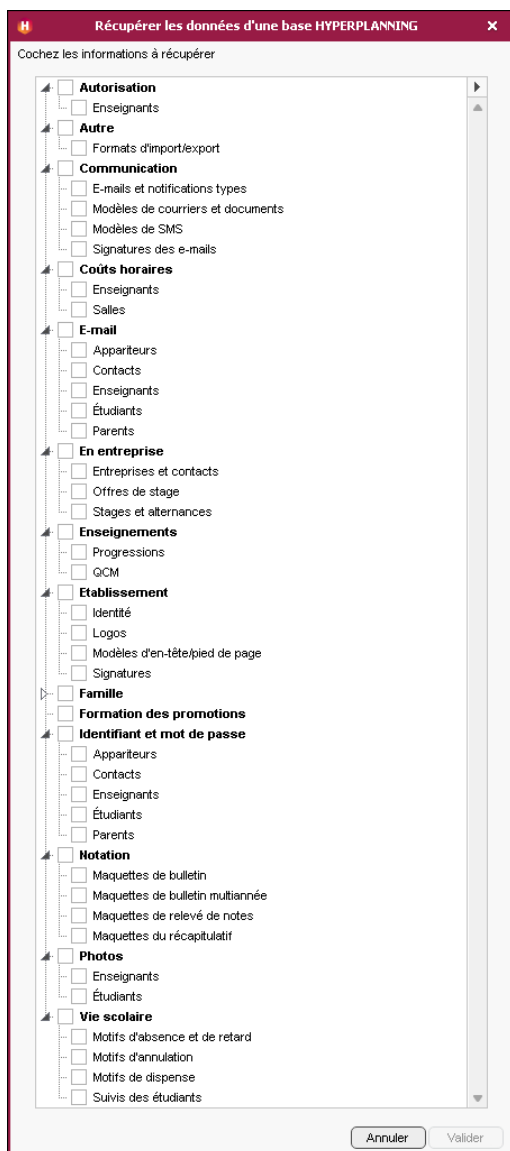 Récupérer les données d'une base HYPERPLANNING
Cochez les informations à récupérer
Autorisation
Enseignants
Autre
Formats d'import/export
Communication
E-mails et notifications types
Modèles de courriers et documents
Modèles de SMS
Signatures des e-mails
Coûts horaires
Enseignants
Salles
E-mail
Appariteurs
Contacts
Enseignants
Étudiants
Parents
En entreprise
Entreprises et contacts
Offres de stage
Stages et alternances
Enseignements
Progressions
QCM
Etablissement
Identité
Logos
Modèles d'en-tête/pied de page
Signatures
Famille
Formation des promotions
Identifiant et mot de passe
Appariteurs
Contacts
Enseignants
Étudiants
Parents
Notation
Maquettes de bulletin
Maquettes de bulletin multiannée
Maquettes de relevé de notes
Maquettes du récapitulatif
Photos
Enseignants
Étudiants
Vie scolaire
Motifs d'absence et de retard
Motifs d'annulation
Motifs de dispense
Suivis des étudiants
Annuler Valider